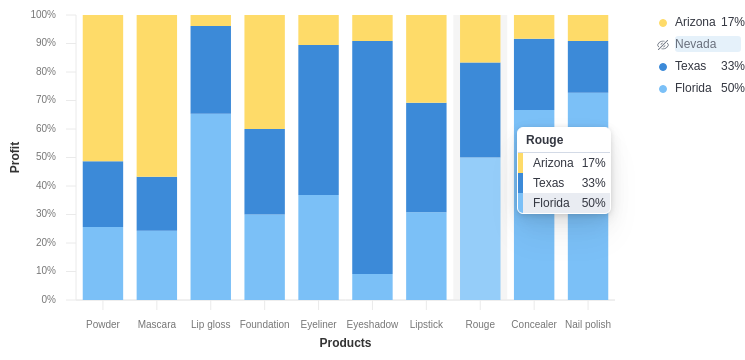 100%
90%
80%
70%
60%
50%
40%
30%
20%
10%
0%
Profit
Powder Mascara Lip gloss Foundation Eyeliner Eyeshadow Lipstick Rouge Concealer Nail polish
Products
Rouge
Arizona 17%
Texas 33%
Florida 50%
Arizona 17%
Nevada
Texas 33%
Florida 50%